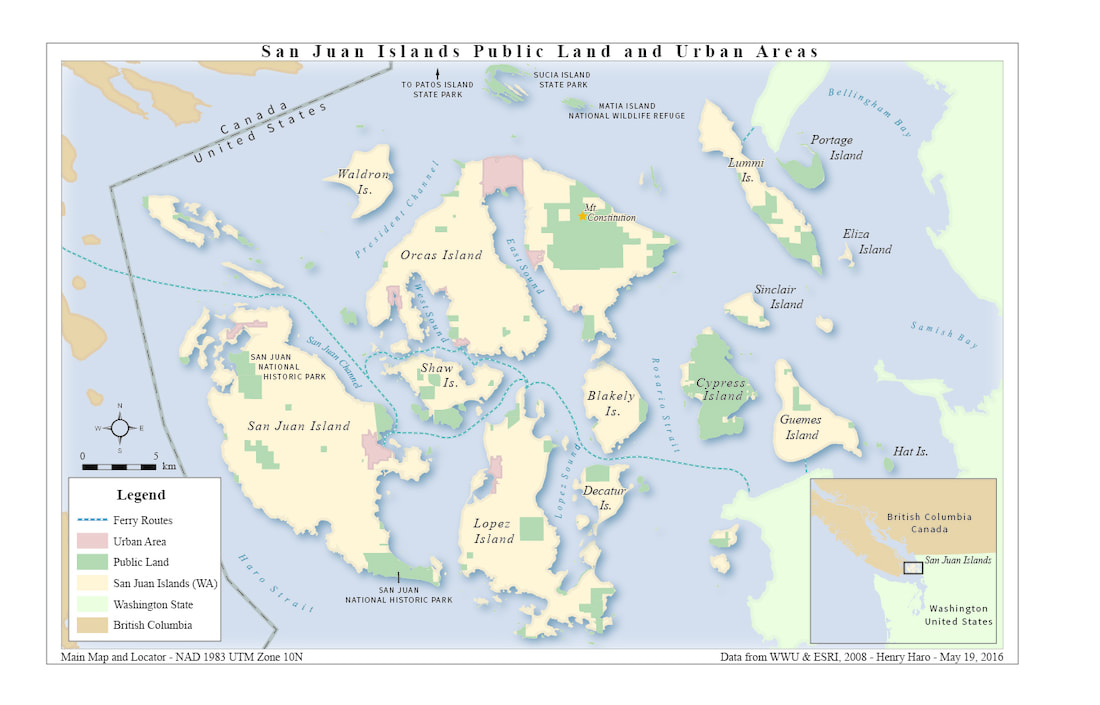 San Juan Islands Public Land and Urban Areas
Canada
United States
TO PATOS ISLAND
STATE PARK
SUCIA ISLAND
STATE PARK
MATIA ISLAND
NATIONAL WILDLIFE REFUGE
Bellingham Bay
Portage
Island
Lummi
Is.
Waldron
Is.
President Channel
Mt
Constitution
Eliza
Island
Orcas Island
East Sound
West Sound
Sinclair
Island
Samish Bay
San Juan Channel
SAN JUAN
NATIONAL
HISTORIC PARK
Shaw
Is.
Rosario Strait
Cypress
Island
Blakely
Is.
Guemes
Island
San Juan Island
Hat Is.
N
W
E
S
0
5
km
Lopez Sound
Decatur
Is.
Lopez
Island
Haro Strait
SAN JUAN
NATIONAL HISTORIC PARK
Legend
Ferry Routes
Urban Area
Public Land
San Juan Islands (WA)
Washington State
British Columbia
British Columbia
Canada
San Juan Islands
Washington
United States
Main Map and Locator - NAD 1983 UTM Zone 10N
Data from WWU & ESRI, 2008 - Henry Haro - May 19, 2016